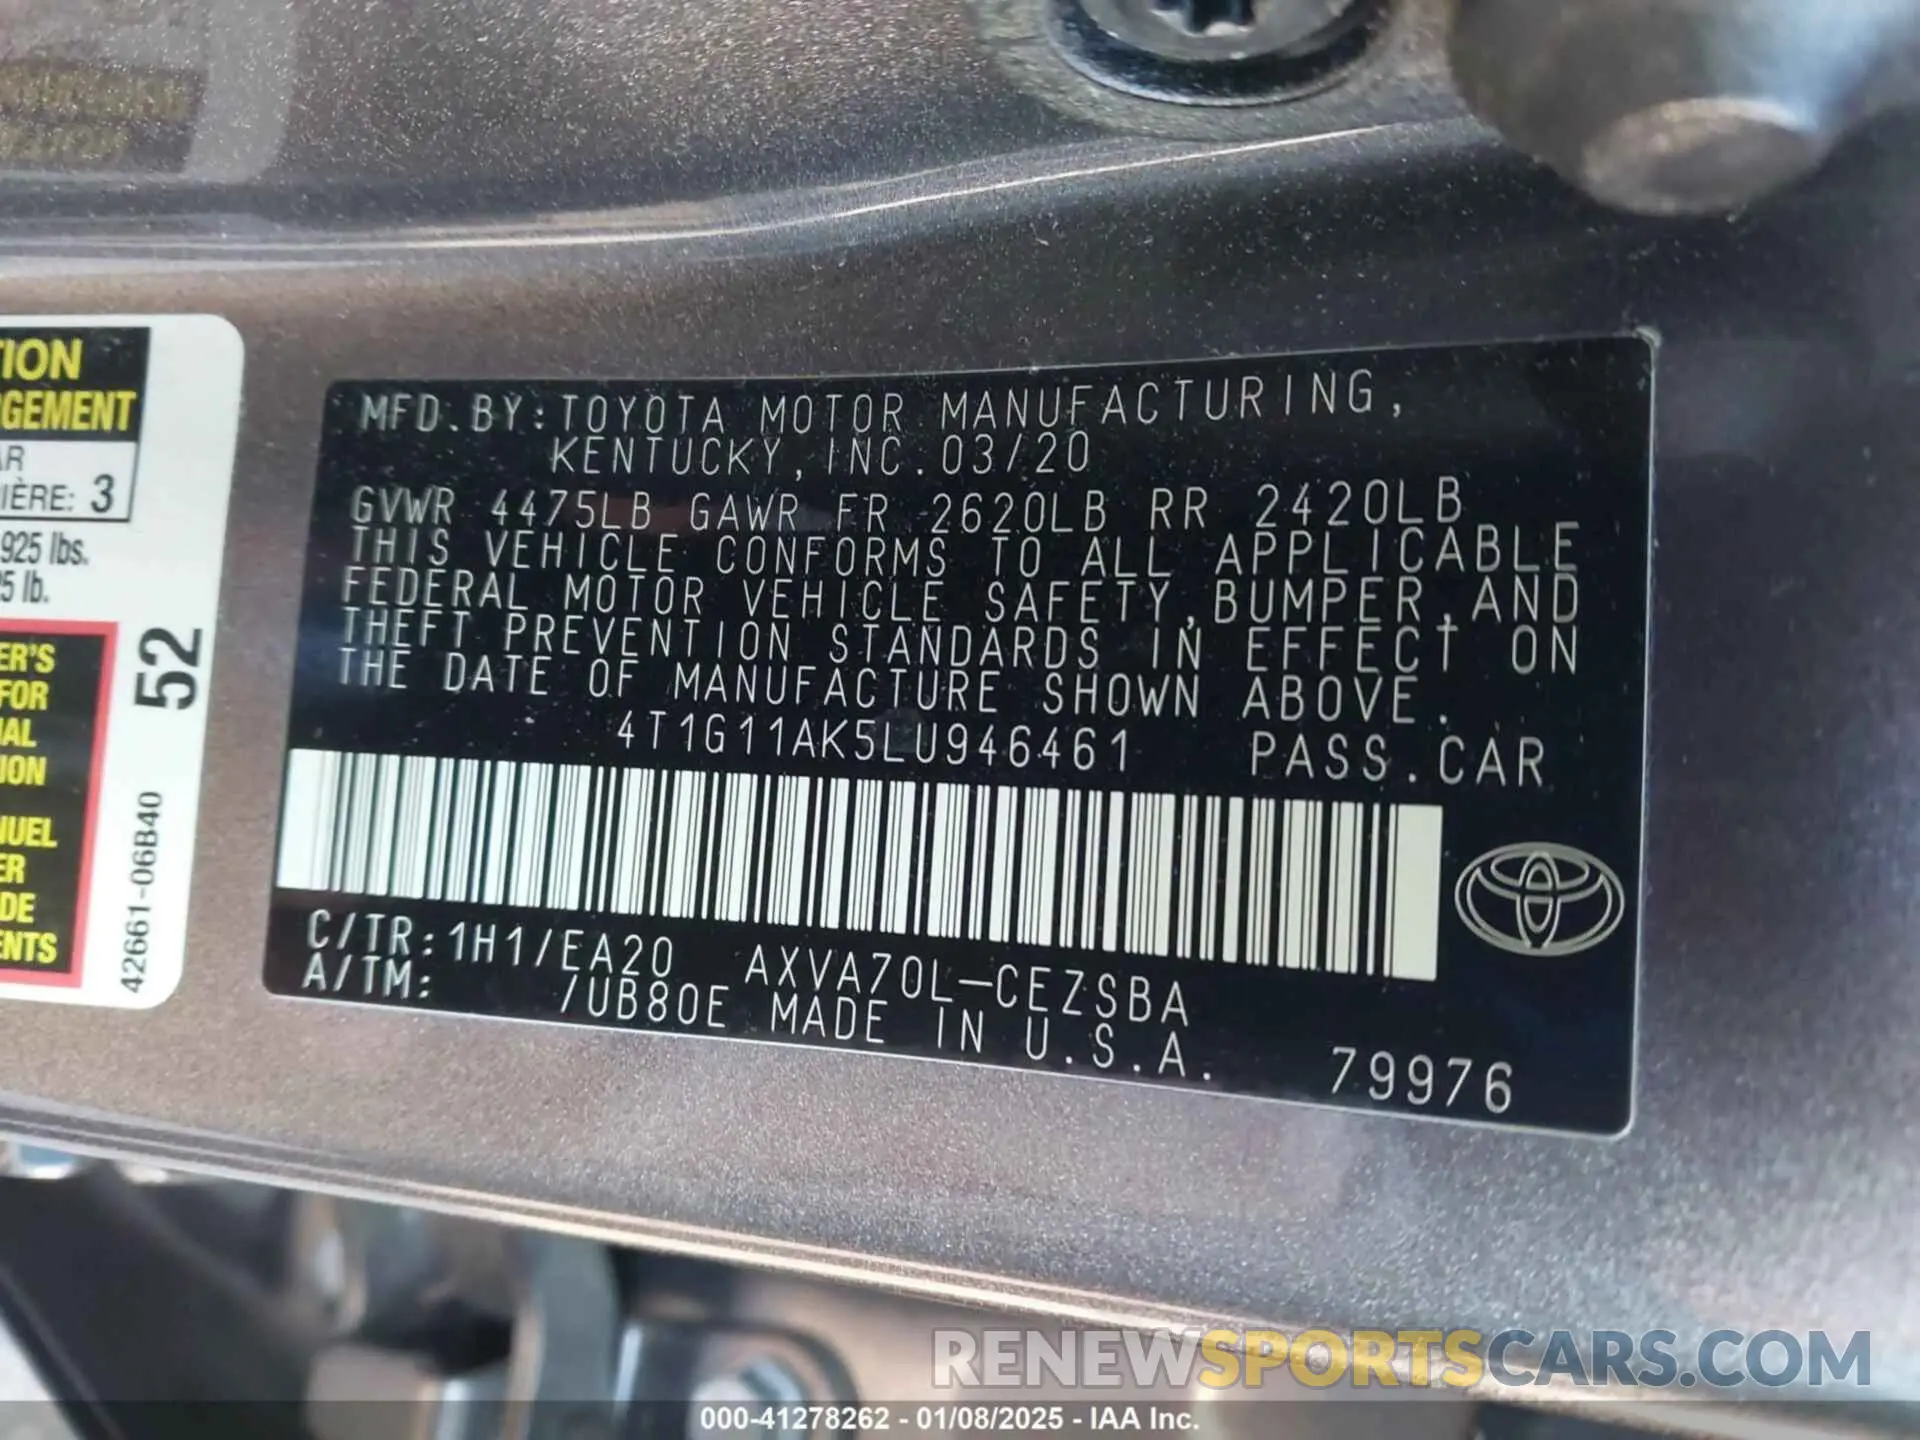 TION
RGEMENT
AR
IÈRE: 3
925 lbs.
5 lb.
ER'S
FOR
IAL
ION
NUEL
ER
DE
ENTS
52
42661-06B40
MFD.BY:TOYOTA MOTOR MANUFACTURING,
KENTUCKY,INC.03/20
GVWR 4475LB GAWR FR 2620LB RR 2420LB
THIS VEHICLE CONFORMS TO ALL APPLICABLE
FEDERAL MOTOR VEHICLE SAFETY,BUMPER,AND
THEFT PREVENTION STANDARDS IN EFFECT ON
THE DATE OF MANUFACTURE SHOWN ABOVE.
4T1G11AK5LU946461 PASS.CAR
C/TR:1H1/EA20 AXVA70L-CEZSBA
A/TM: /UB80E MADE IN U.S.A.
79976
RENEWSPORTSCARS.COM
000-41278262 - 01/08/2025 - IAA Inc.